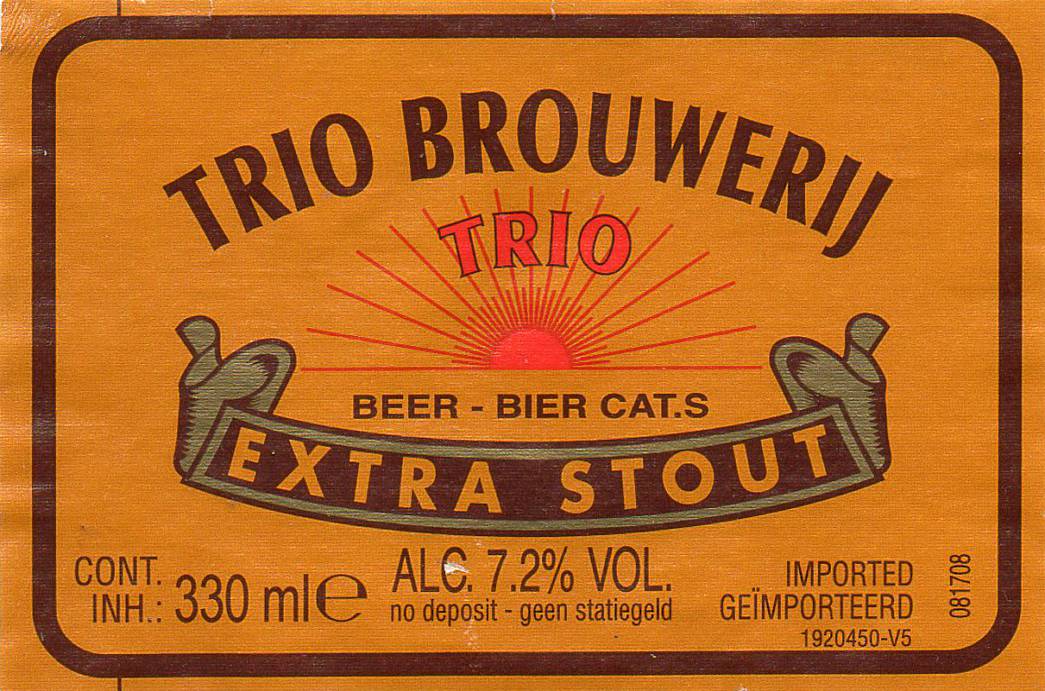 TRIO BROUWERIJ
TRIO
BEER - BIER CAT.S
EXTRA STOUT
CONT.
INH.: 330 ml ℮
ALC. 7.2% VOL.
no deposit - geen statiegeld
IMPORTED
GEÏMPORTEERD
1920450-V5
081708